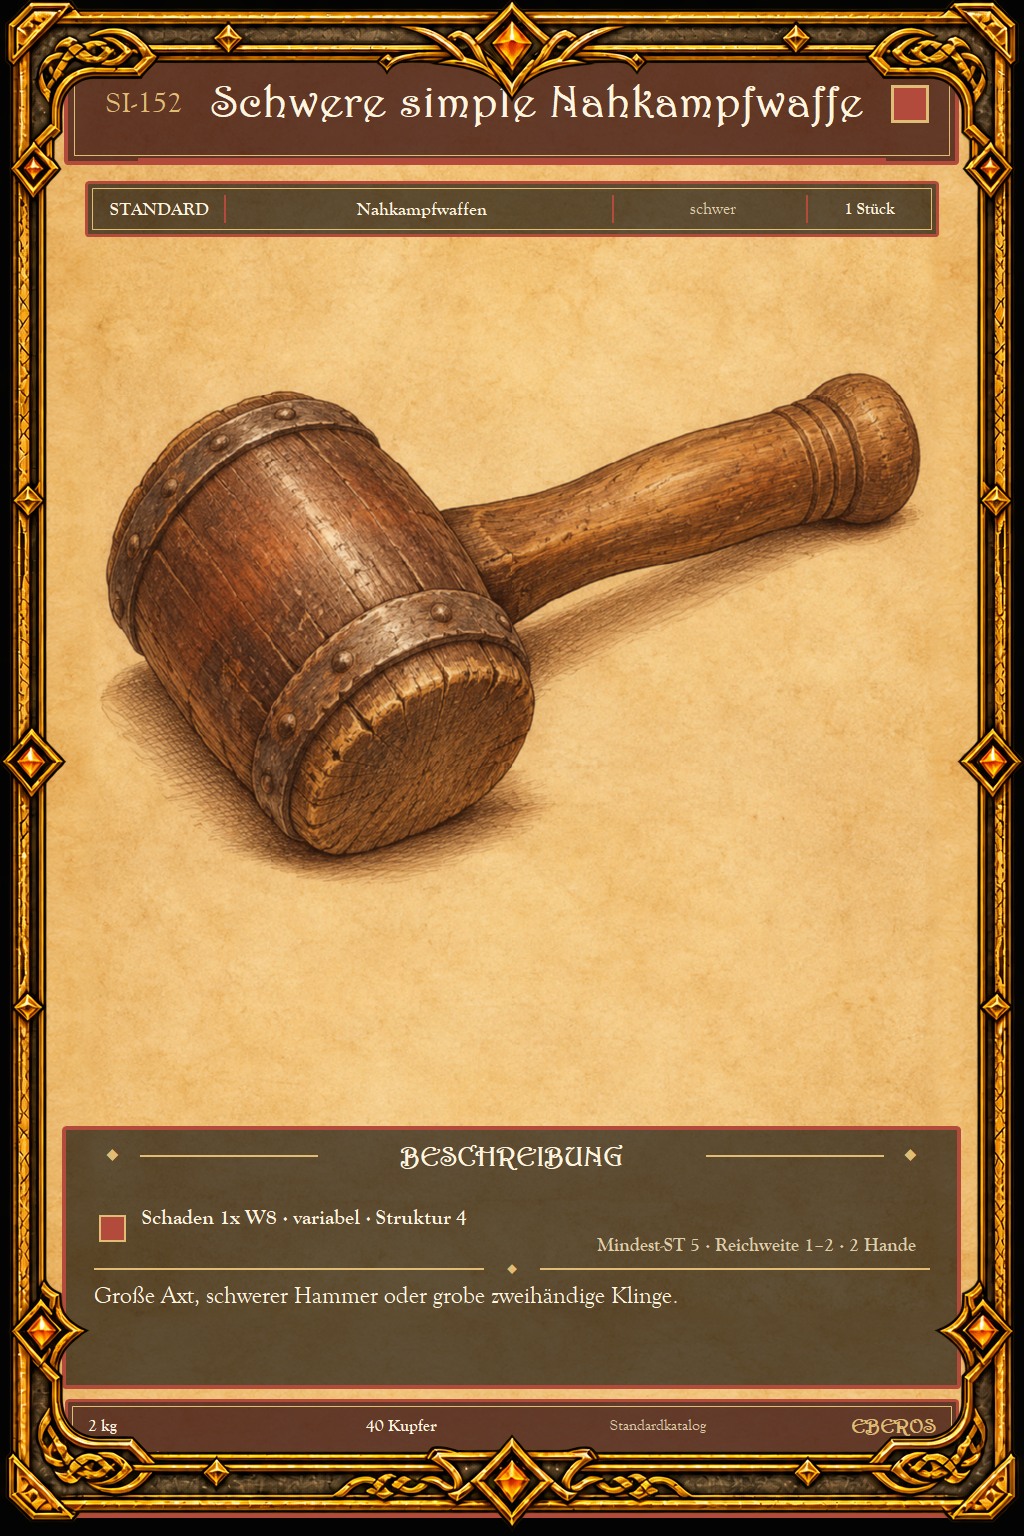 SI-152 Schwere simple Nahkampfwaffe
STANDARD Nahkampfwaffen schwer 1 Stück
BESCHREIBUNG
Schaden 1x W8 · variabel · Struktur 4
Mindest-ST 5 · Reichweite 1–2 · 2 Hande
Große Axt, schwerer Hammer oder grobe zweihändige Klinge.
2 kg 40 Kupfer Standardkatalog EBEROS